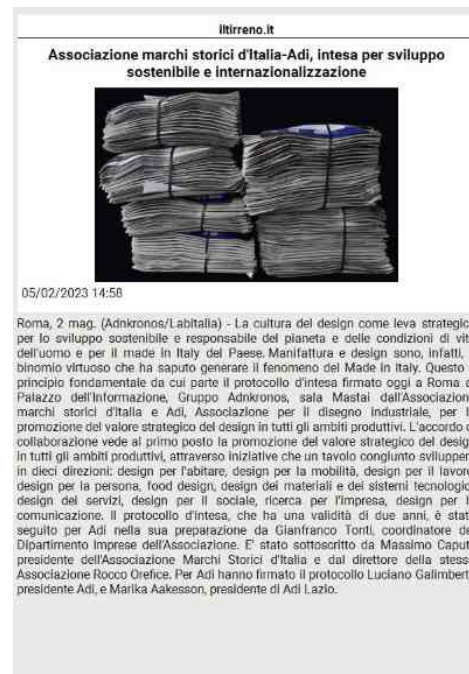 iltirreno.it
Associazione marchi storici d'Italia-Adi, intesa per sviluppo
sostenibile e internazionalizzazione
05/02/2023 14:58
Roma, 2 mag. (Adnkronos/Labitalia) - La cultura del design come leva strategic
per lo sviluppo sostenibile e responsabile del pianeta e delle condizioni di vit
dell'uomo e per il made in Italy del Paese. Manifattura e design sono, infatti,
binomio virtuoso che ha saputo generare il fenomeno del Made in Italy. Questo
principio fondamentale da cui parte il protocollo d'intesa firmato oggi a Roma a
Palazzo dell'Informazione, Gruppo Adnkronos, sala Mastai dall'Association
marchi storici d'Italia e Adi, Associazione per il disegno industriale, per l
promozione del valore strategico del design in tutti gli ambiti produttivi. L'accordo d
collaborazione vede al primo posto la promozione del valore strategico del desig
in tutti gli ambiti produttivi, attraverso iniziative che un tavolo congiunto svilupper
in dieci direzioni: design per l'abitare, design per la mobilità, design per il lavor
design per la persona, food design, design dei materiali e dei sistemi tecnologic
design dei servizi, design per il sociale, ricerca per l'impresa, design per l
comunicazione. Il protocollo d'intesa, che ha una validità di due anni, è stat
seguito per Adi nella sua preparazione da Gianfranco Tonti, coordinatore de
Dipartimento Imprese dell'Associazione. E' stato sottoscritto da Massimo Caput
presidente dell'Associazione Marchi Storici d'Italia e dal direttore della stess
Associazione Rocco Orefice. Per Adi hanno firmato il protocollo Luciano Galimbert
presidente Adi, e Marika Aakesson, presidente di Adi Lazio.